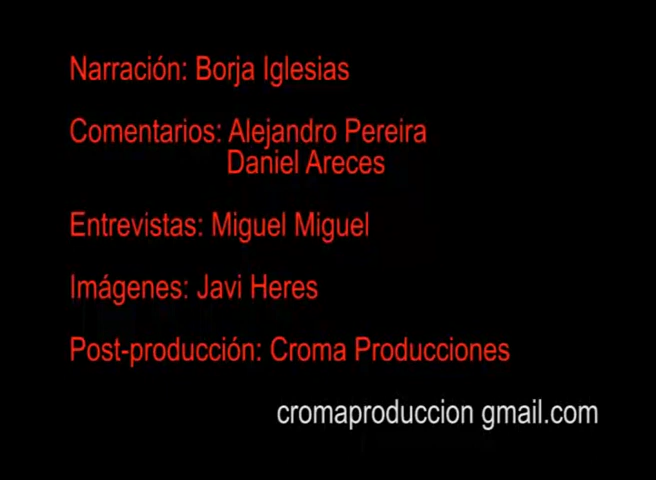 Narración: Borja Iglesias
Comentarios: Alejandro Pereira
Daniel Areces
Entrevistas: Miguel Miguel
Imágenes: Javi Heres
Post-producción: Croma Producciones
cromaproduccion gmail.com